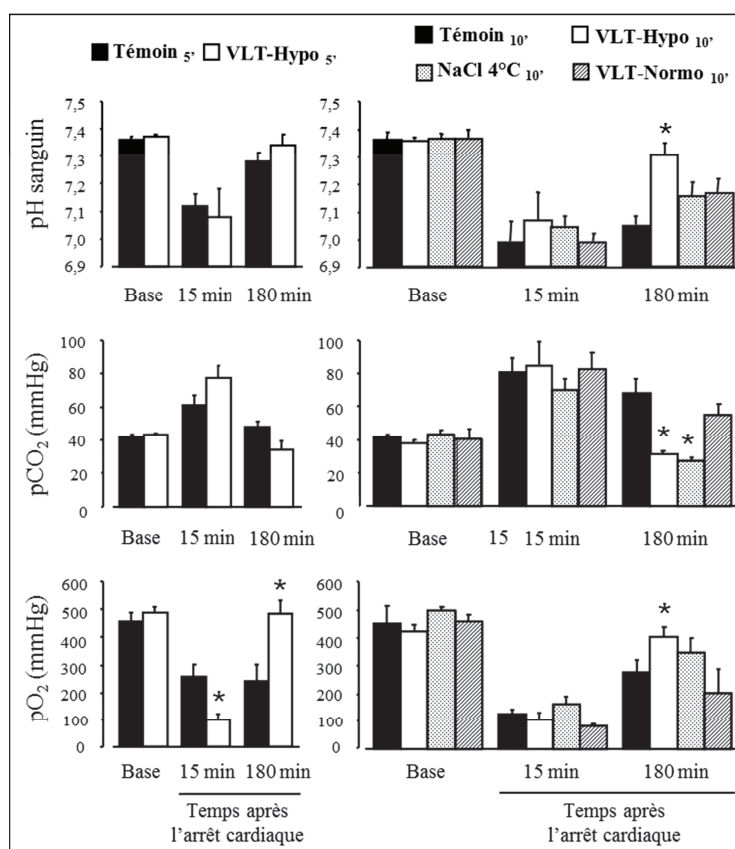 Témoin 5' VLT-Hypo 5'
Témoin 10' VLT-Hypo 10'
NaCl 4°C 10' VLT-Normo 10'
pH sanguin
7,5
7,4
7,3
7,2
7,1
7,0
6,9
Base 15 min 180 min
7,5
7,4
7,3
7,2
7,1
7,0
6,9
*
Base 15 min 180 min
pCO2 (mmHg)
100
80
60
40
20
0
Base 15 min 180 min
100
80
60
40
20
0
* *
Base 15 15 min 180 min
pO2 (mmHg)
600
500
400
300
200
100
0
* *
Base 15 min 180 min
Temps après
l'arrêt cardiaque
600
500
400
300
200
100
0
*
Base 15 min 180 min
Temps après
l'arrêt cardiaque